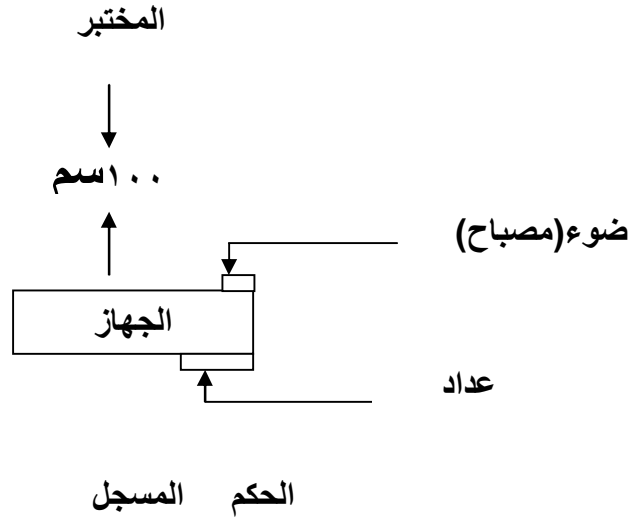 المختبر
١٠٠سم
ضوء(مصباح)
الجهاز
عداد
الحكم المسجل